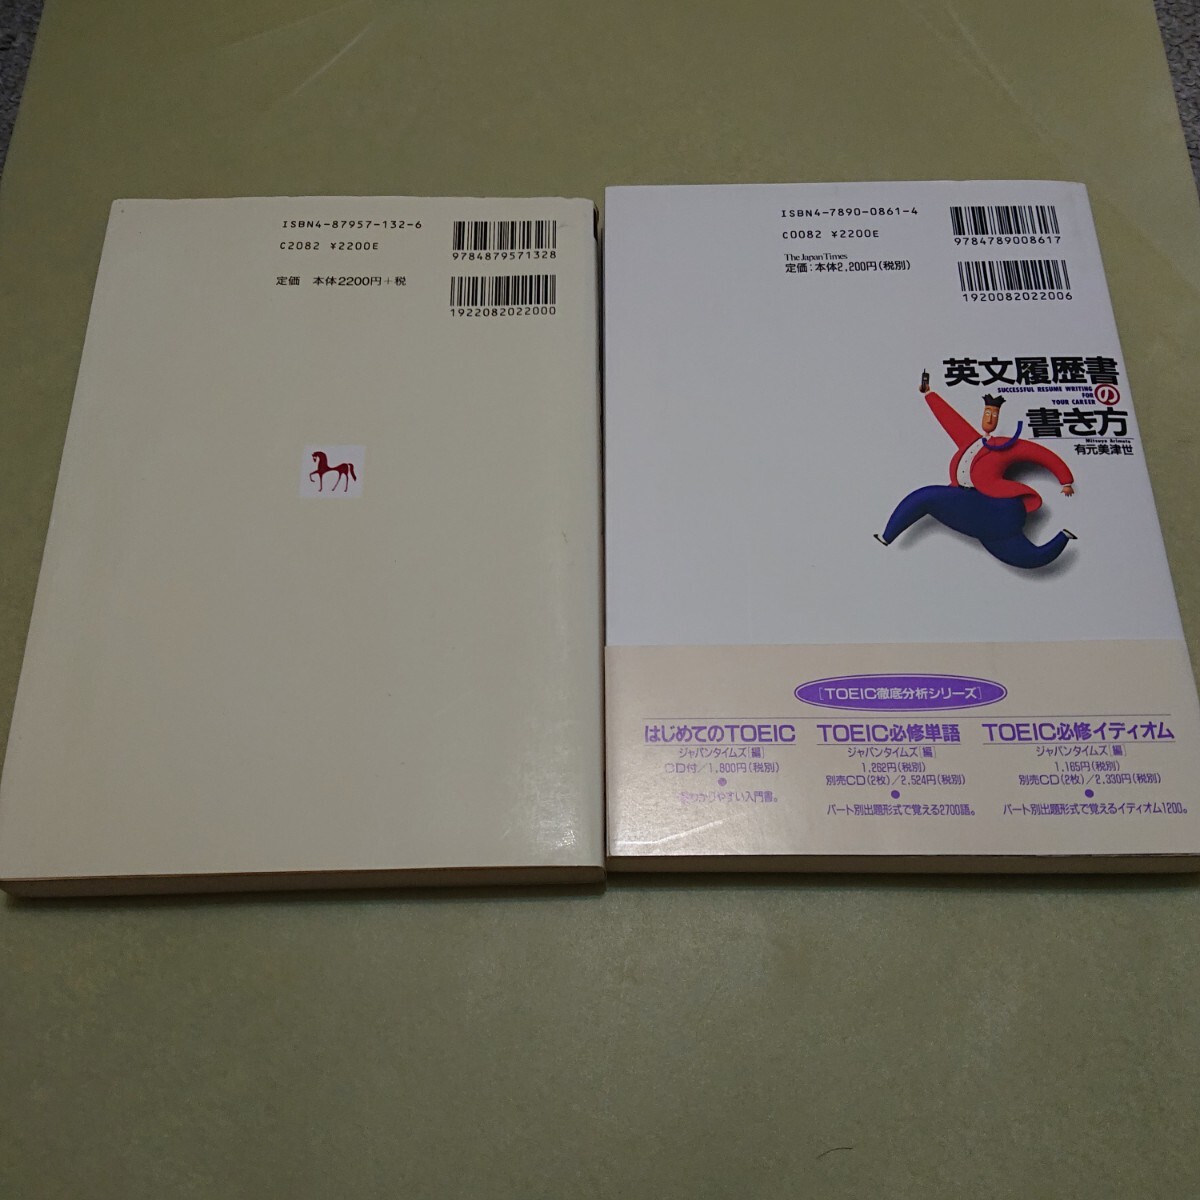 ISBN4-87957-132-6
C2082 ¥2200E
定価 本体2200円+税
9784879571328
1922082022000
ISBN4-7890-0861-4
C0082 ¥2200E
The Japan Times
定価:本体2,200円(税別)
9784789008617
1920082022006
英文履歴書
SUCCESSFUL RESUME WRITING
FOR
YOUR CAREER
の
書き方
Mitsuyo Arimoto
有元美津世
[TOEIC徹底分析シリーズ]
はじめてのTOEIC
ジャパンタイムズ[編]
CD付/1,800円(税別)
●
やすい入門書。
TOEIC必修単語
ジャパンタイムズ[編]
1,262円(税別)
別売CD(2枚)/2,524円(税別)
●
パート別出題形式で覚える2700語。
TOEIC必修イディオム
ジャパンタイムズ[編]
1,165円(税別)
別売CD(2枚)/2,330円(税別)
●
パート別出題形式で覚えるイディオム1200。